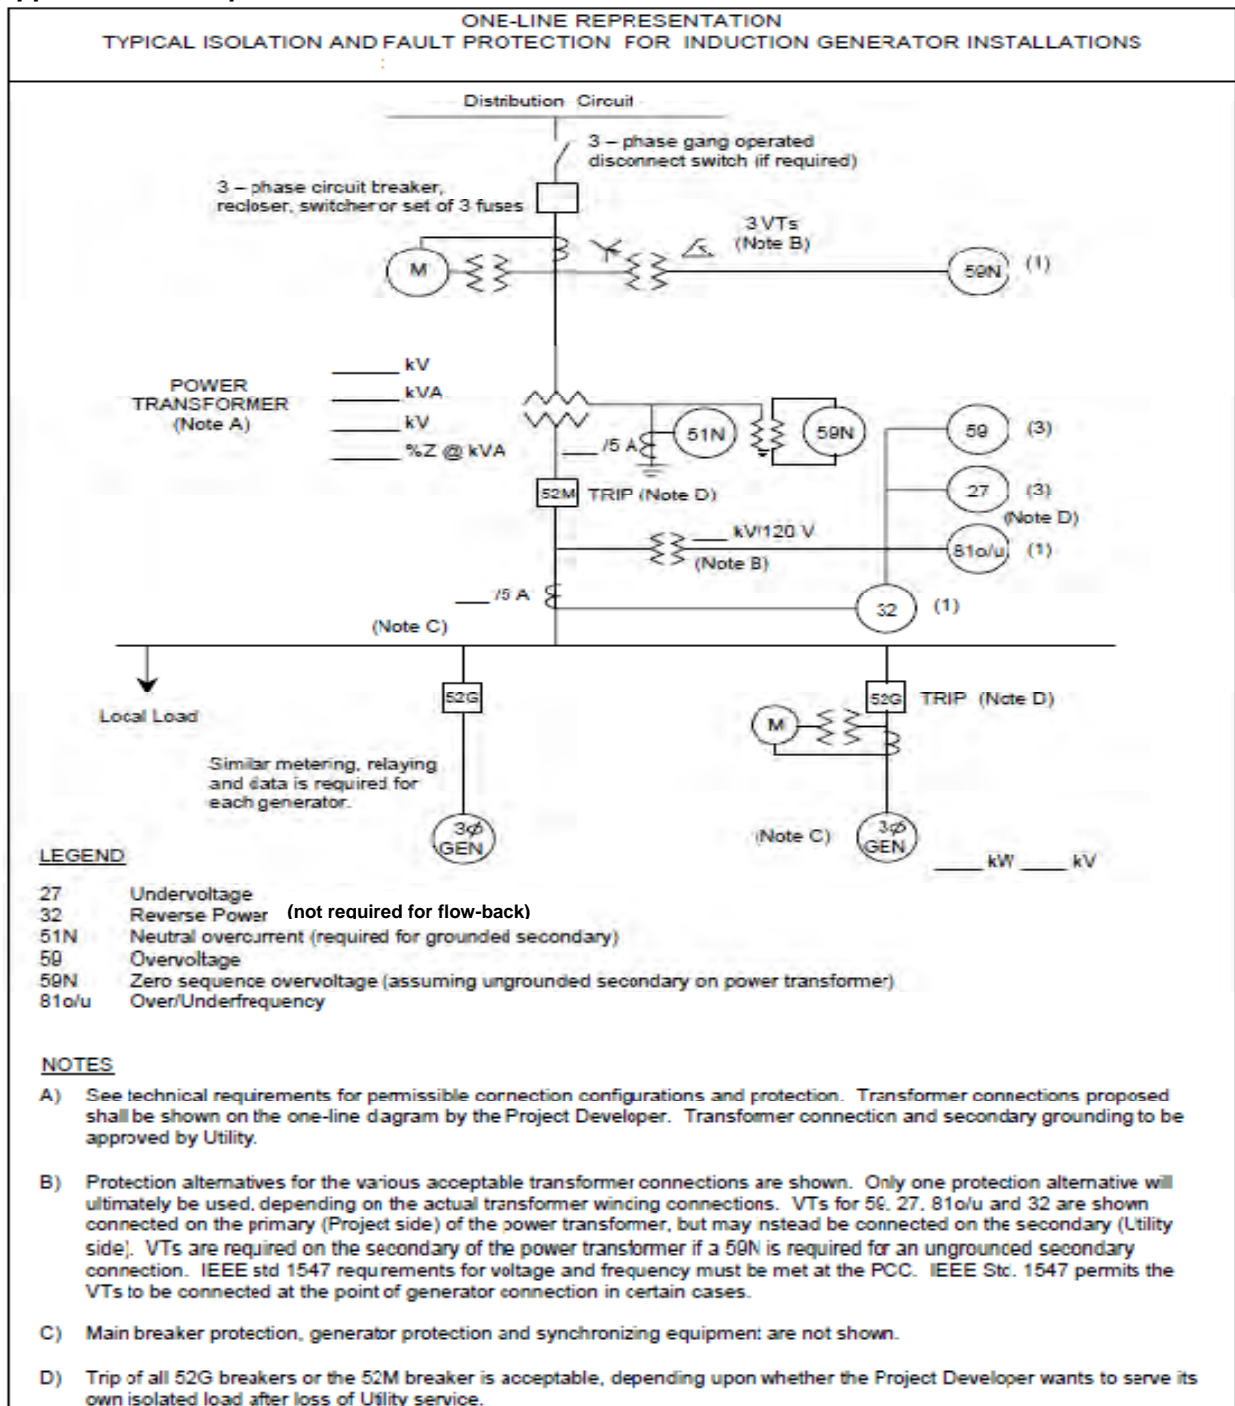 ONE-LINE REPRESENTATION
TYPICAL ISOLATION AND FAULT PROTECTION FOR INDUCTION GENERATOR INSTALLATIONS
Distribution Circuit
3 – phase gang operated
disconnect switch (if required)
3 – phase circuit breaker,
recloser, switcher or set of 3 fuses
3 VTs
(Note B)
M
59N
(1)
POWER
TRANSFORMER
(Note A)
_____ kV
_____ kVA
_____ kV
_____ %Z @ kVA
___ /5 A
51N
59N
59
(3)
27
(3)
(Note D)
52M
TRIP (Note D)
___ kV/120 V
(Note B)
81o/u
(1)
___ /5 A
32
(1)
(Note C)
Local Load
52G
52G
TRIP (Note D)
M
Similar metering, relaying
and data is required for
each generator.
3ϕ
GEN
(Note C)
3ϕ
GEN
____ kW ____ kV
LEGEND
27 Undervoltage
32 Reverse Power (not required for flow-back)
51N Neutral overcurrent (required for grounded secondary)
59 Overvoltage
59N Zero sequence overvoltage (assuming ungrounded secondary on power transformer)
81o/u Over/Underfrequency
NOTES
A) See technical requirements for permissible connection configurations and protection. Transformer connections proposed
shall be shown on the one-line diagram by the Project Developer. Transformer connection and secondary grounding to be
approved by Utility.
B) Protection alternatives for the various acceptable transformer connections are shown. Only one protection alternative will
ultimately be used, depending on the actual transformer wincing connections. VTs for 59, 27, 81o/u and 32 are shown
connected on the primary (Project side) of the power transformer, but may instead be connected on the secondary (Utility
side). VTs are required on the secondary of the power transformer if a 59N is required for an ungrounded secondary
connection. IEEE std 1547 requirements for voltage and frequency must be met at the PCC. IEEE Std. 1547 permits the
VTs to be connected at the point of generator connection in certain cases.
C) Main breaker protection, generator protection and synchronizing equipment are not shown.
D) Trip of all 52G breakers or the 52M breaker is acceptable, depending upon whether the Project Developer wants to serve its
own isolated load after loss of Utility service.